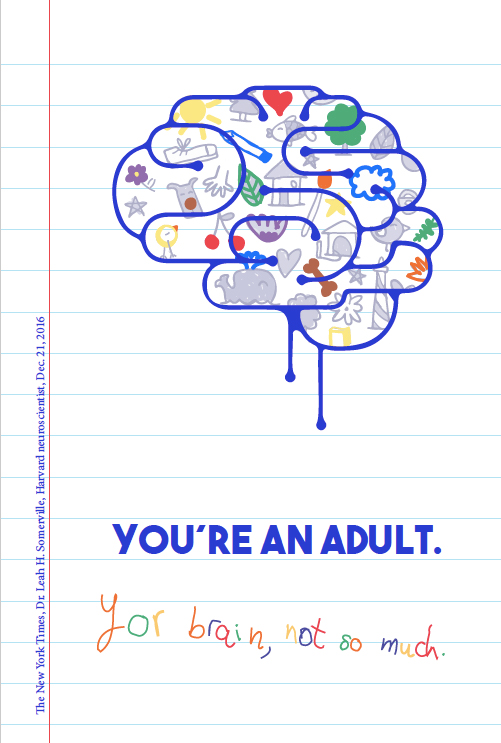 YOU'RE AN ADULT.
Yor brain, not so much.
The New York Times, Dr. Leah H. Somerville, Harvard neuroscientist, Dec. 21, 2016